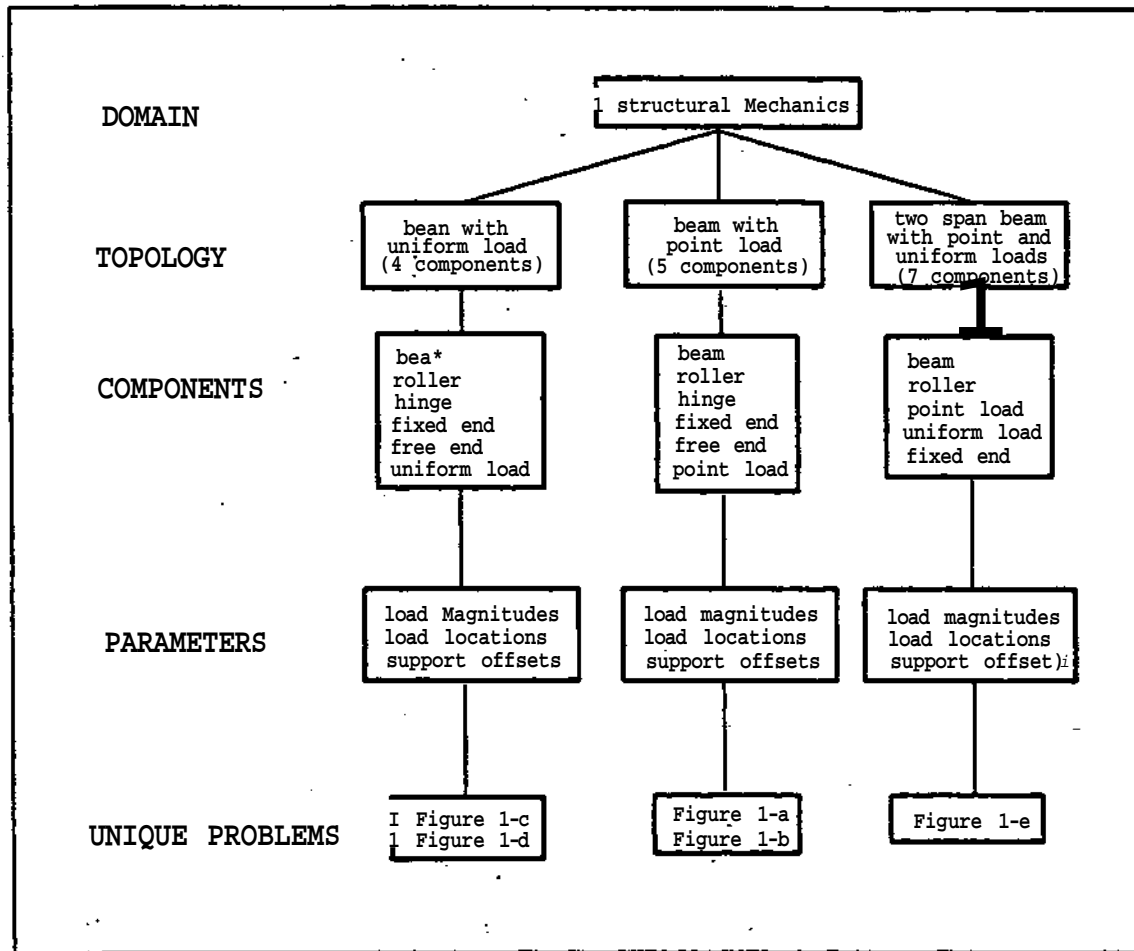 DOMAIN
1 structural Mechanics
TOPOLOGY
bean with
uniform load
(4 components)
beam with
point load
(5 components)
two span beam
with point and
uniform loads
(7 components)
COMPONENTS
bea*
roller
hinge
fixed end
free end
uniform load
beam
roller
hinge
fixed end
free end
point load
beam
roller
point load
uniform load
fixed end
PARAMETERS
load Magnitudes
load locations
support offsets
load magnitudes
load locations
support offsets
load magnitudes
load locations
support offset)i
UNIQUE PROBLEMS
I Figure 1-c
1 Figure 1-d
Figure 1-a
Figure 1-b
Figure 1-e